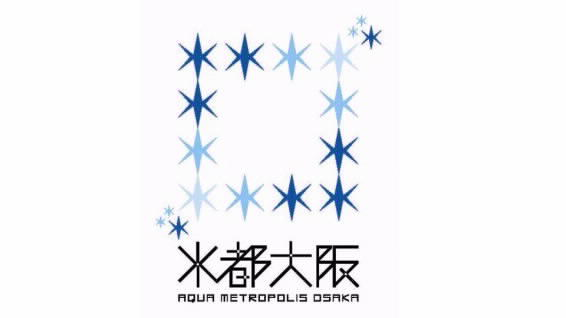 水都大阪
AQUA METROPOLIS OSAKA